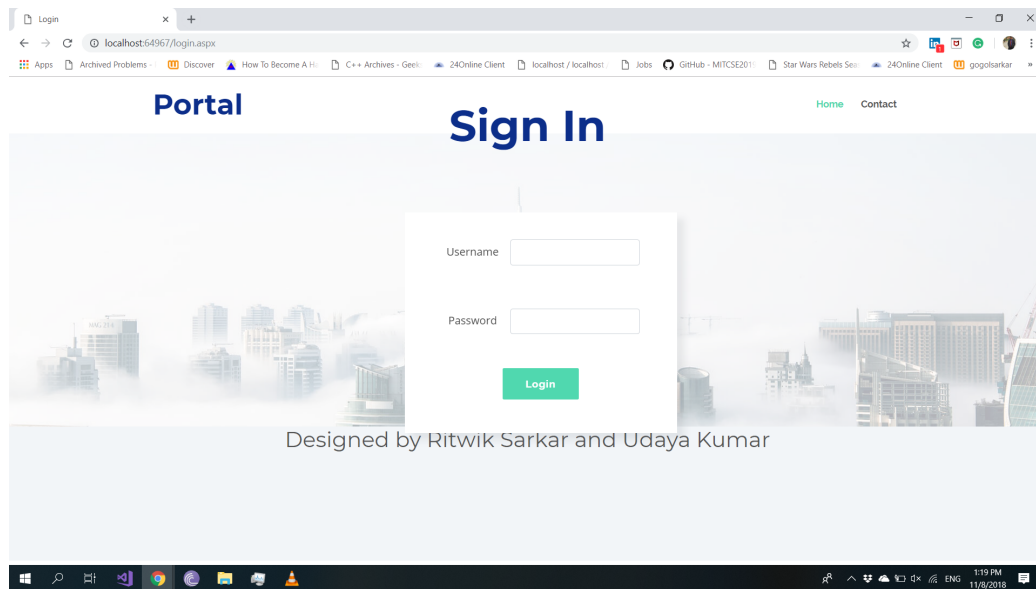 Login
localhost:64967/login.aspx
Apps Archived Problems - Discover How To Become A Ha C++ Archives - Geek 24Online Client localhost / localhost / Jobs GitHub - MITCSE2019 Star Wars Rebels Sea 24Online Client gogolsarkar »
Portal
Sign In
Home Contact
Username
Password
Login
Designed by Ritwik Sarkar and Udaya Kumar
ENG
1:19 PM
11/8/2018